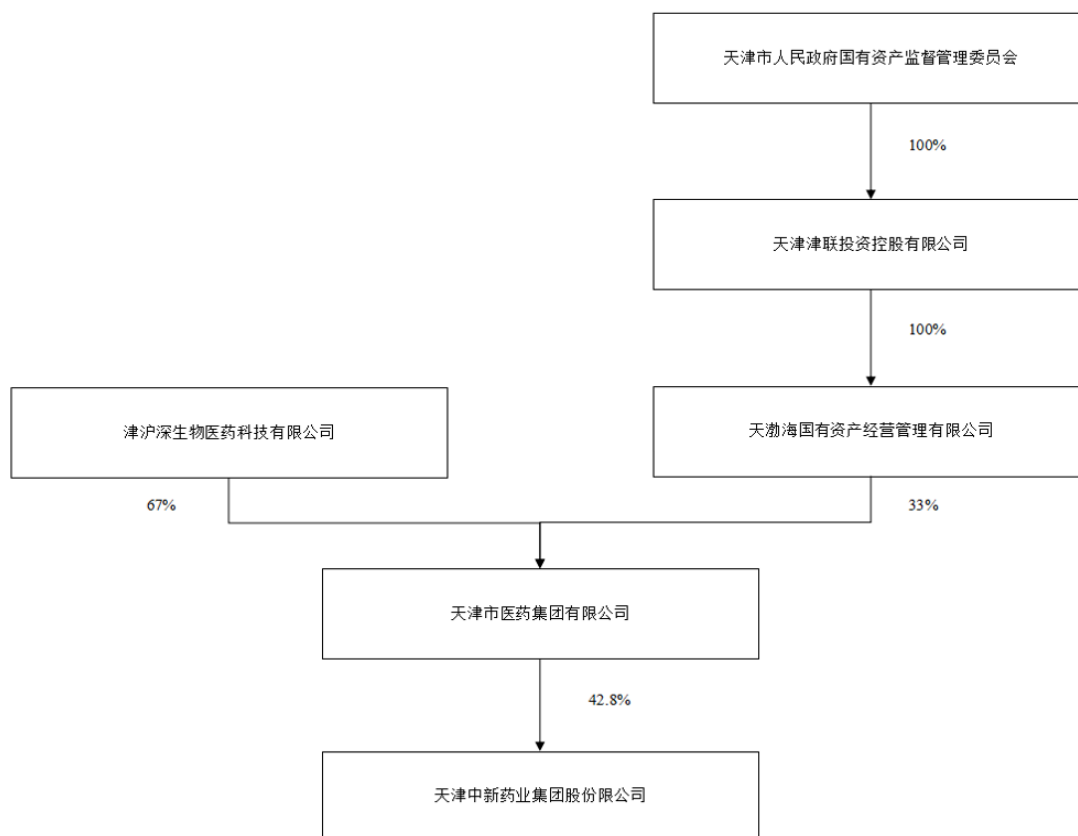 天津市人民政府国有资产监督管理委员会
100%
天津津联投资控股有限公司
100%
津沪深生物医药科技有限公司
天渤海国有资产经营管理有限公司
67%
33%
天津市医药集团有限公司
42.8%
天津中新药业集团股份限公司